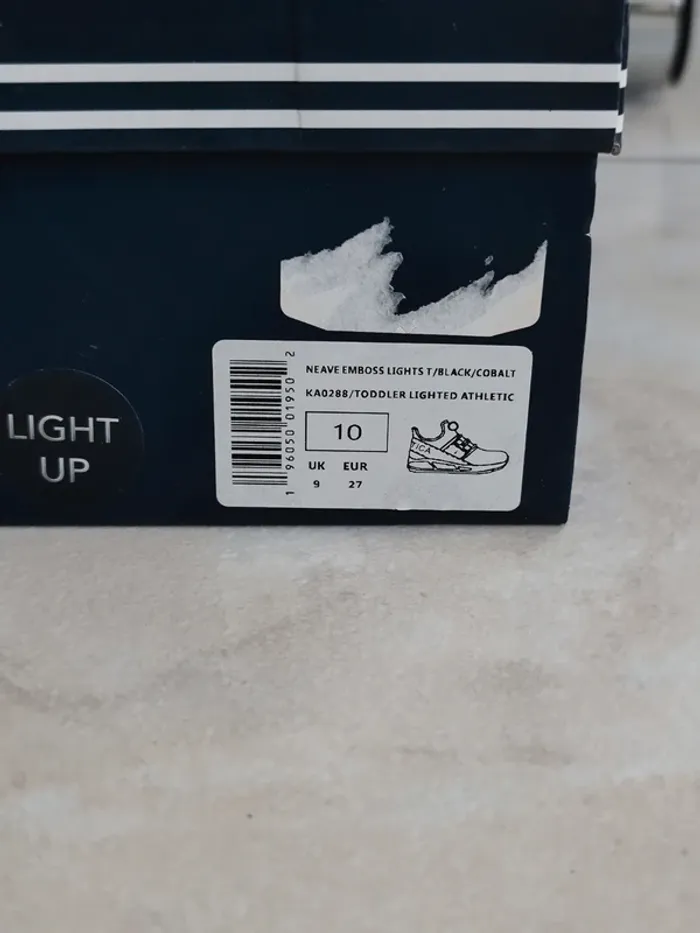 LIGHT
UP
NEAVE EMBOSS LIGHTS T/BLACK/COBALT
KA0288/TODDLER LIGHTED ATHLETIC
10
UK EUR
9 27
1 96050 01950 2
TICA